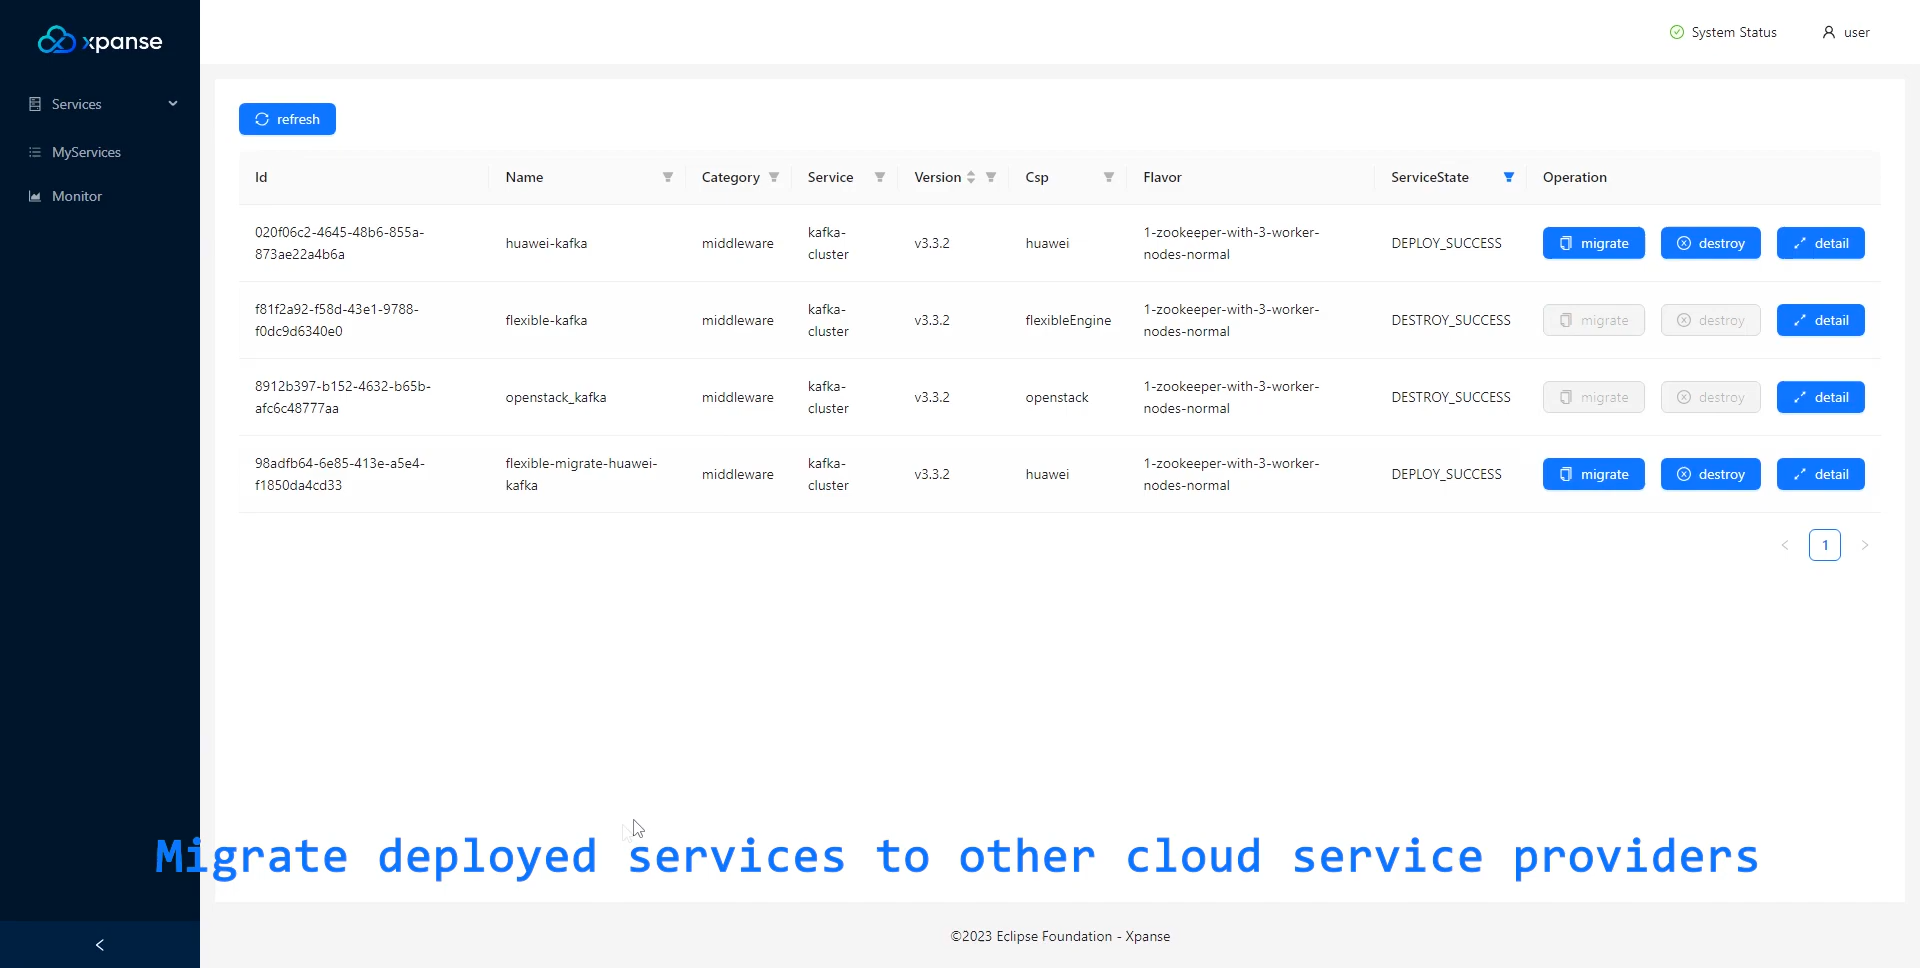 xpanse
System Status
user
Services
MyServices
Monitor
refresh
Id Name Category Service Version Csp Flavor ServiceState Operation
020f06c2-4645-48b6-855a-
873ae22a4b6a
huawei-kafka
middleware
kafka-
cluster
v3.3.2
huawei
1-zookeeper-with-3-worker-
nodes-normal
DEPLOY_SUCCESS
migrate destroy detail
f81f2a92-f58d-43e1-9788-
f0dc9d6340e0
flexible-kafka
middleware
kafka-
cluster
v3.3.2
flexibleEngine
1-zookeeper-with-3-worker-
nodes-normal
DESTROY_SUCCESS
migrate destroy detail
8912b397-b152-4632-b65b-
afc6c48777aa
openstack_kafka
middleware
kafka-
cluster
v3.3.2
openstack
1-zookeeper-with-3-worker-
nodes-normal
DESTROY_SUCCESS
migrate destroy detail
98adfb64-6e85-413e-a5e4-
f1850da4cd33
flexible-migrate-huawei-
kafka
middleware
kafka-
cluster
v3.3.2
huawei
1-zookeeper-with-3-worker-
nodes-normal
DEPLOY_SUCCESS
migrate destroy detail
1
Migrate deployed services to other cloud service providers
©2023 Eclipse Foundation - Xpanse